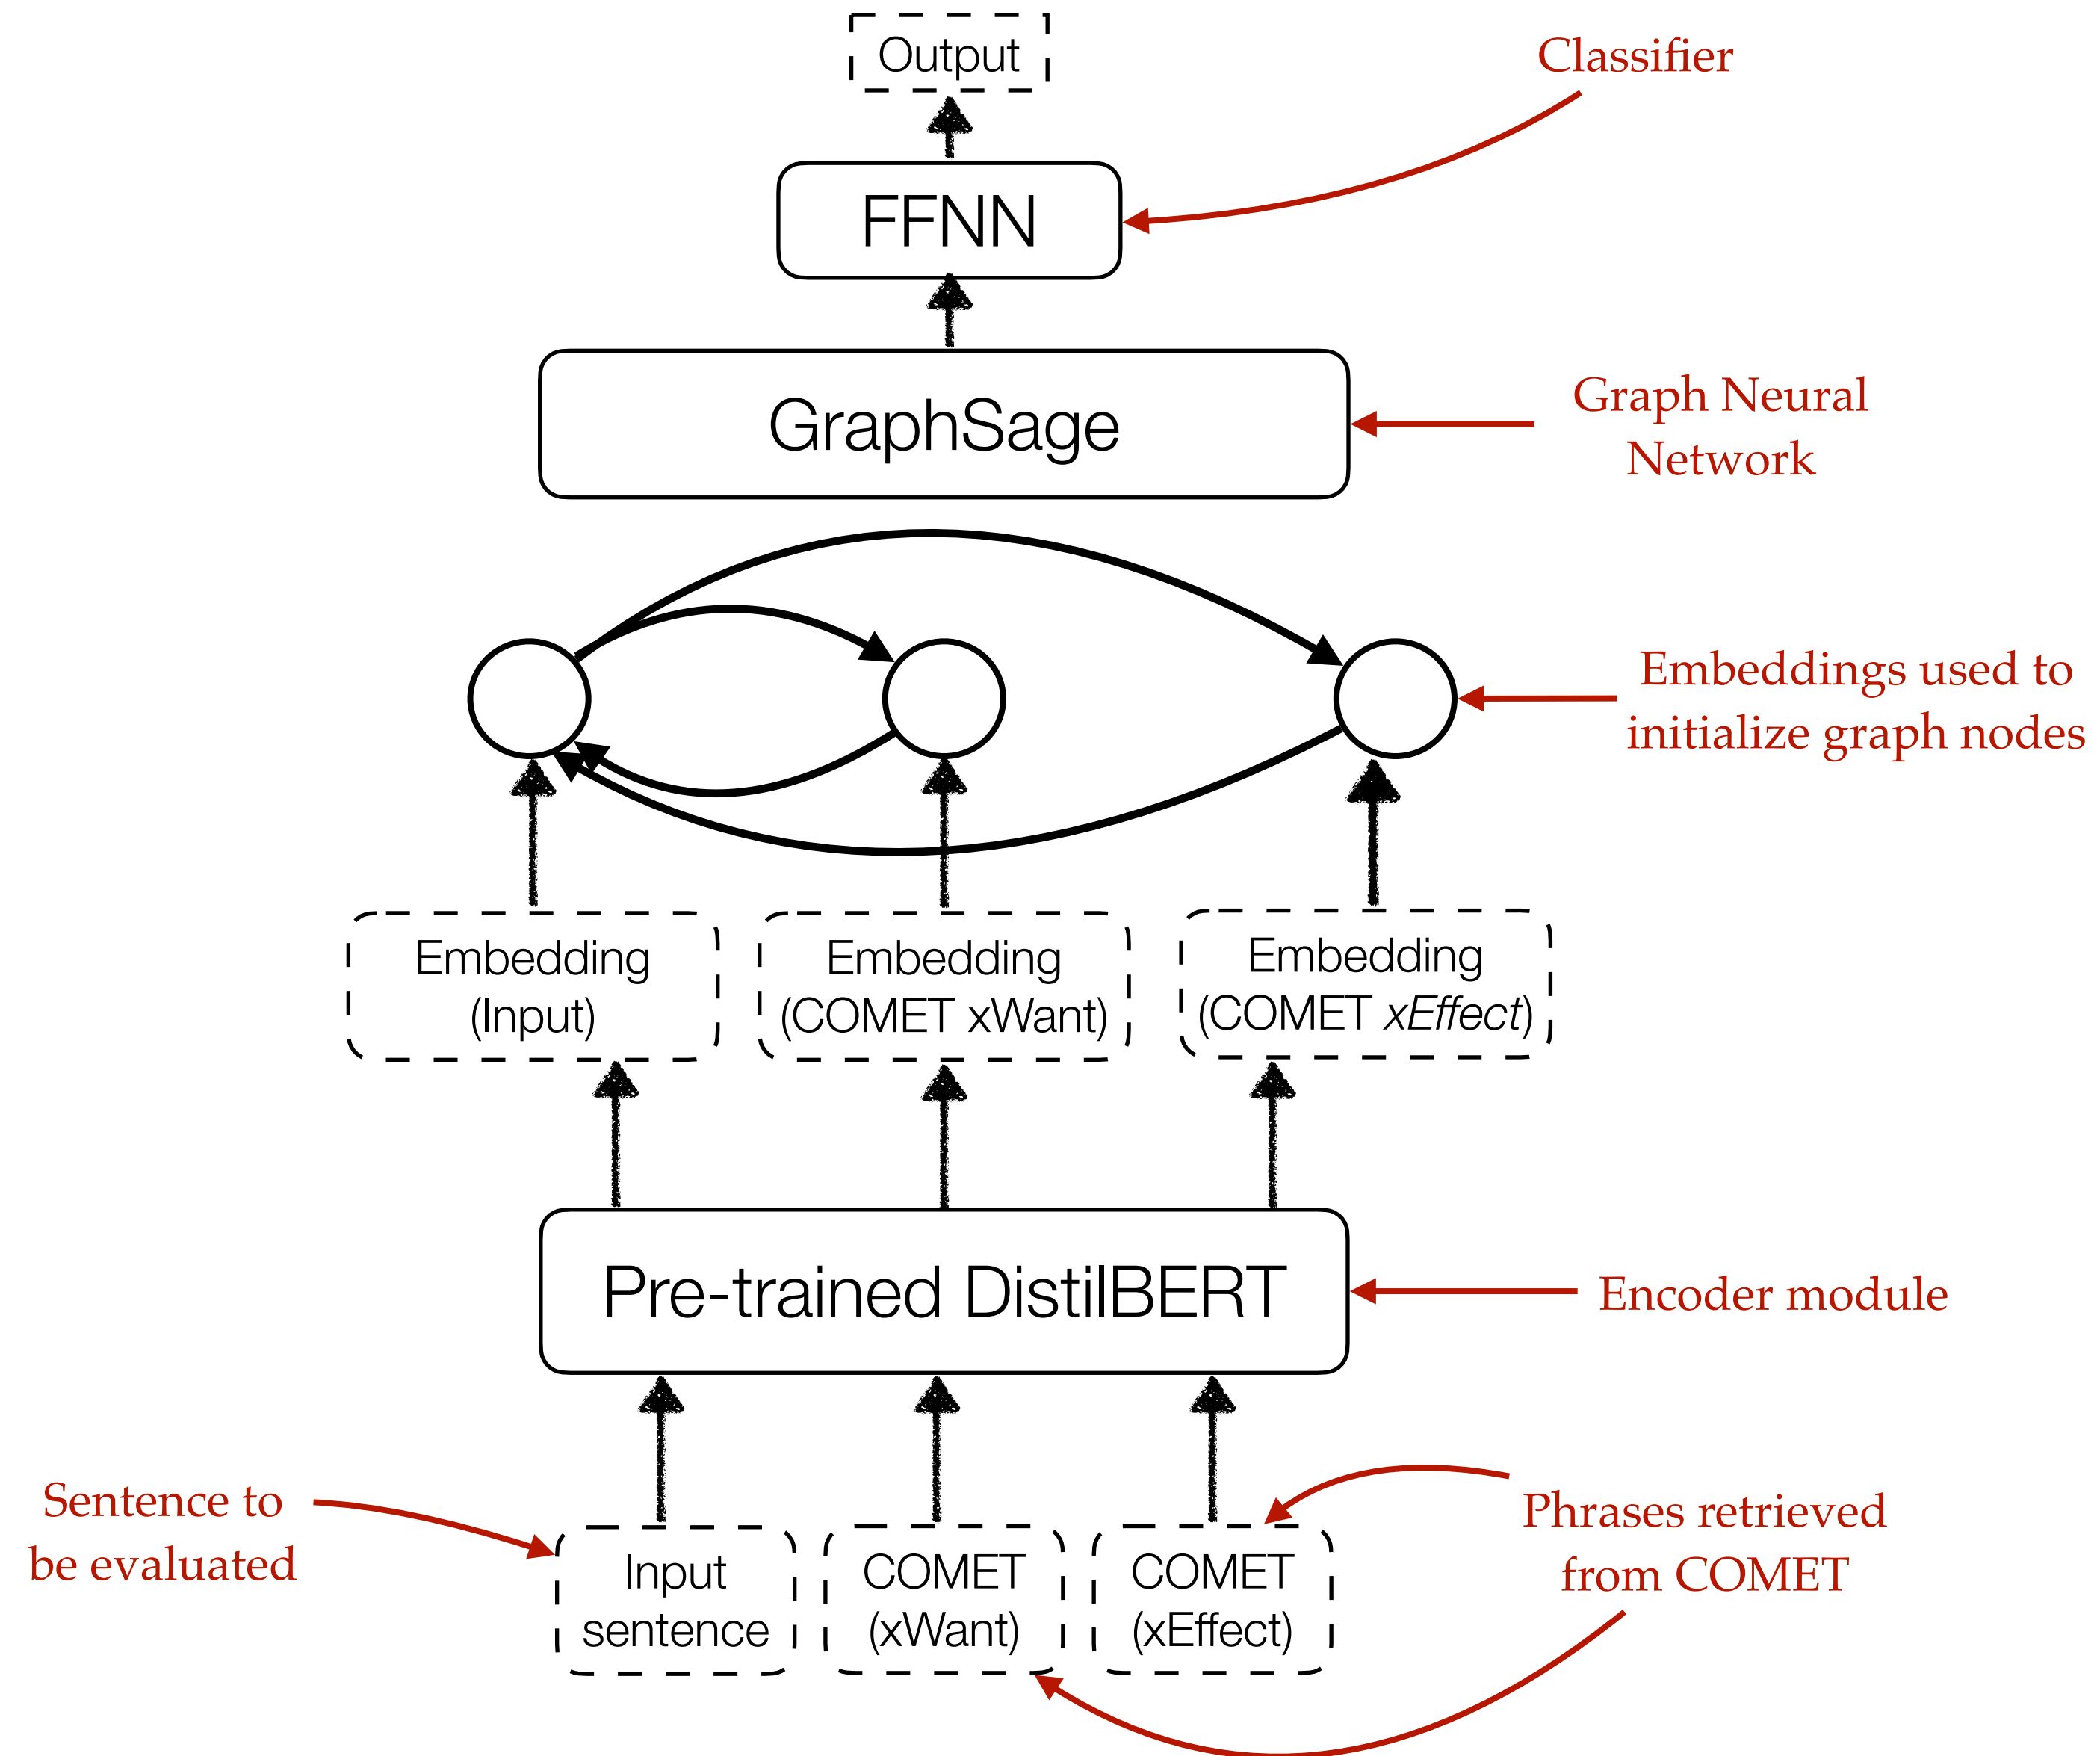 Output
Classifier
FFNN
GraphSage
Graph Neural
Network
Embeddings used to
initialize graph nodes
Embedding
(Input)
Embedding
(COMET xWant)
Embedding
(COMET xEffect)
Pre-trained DistilBERT
Encoder module
Sentence to
be evaluated
Input
sentence
COMET
(xWant)
COMET
(xEffect)
Phrases retrieved
from COMET